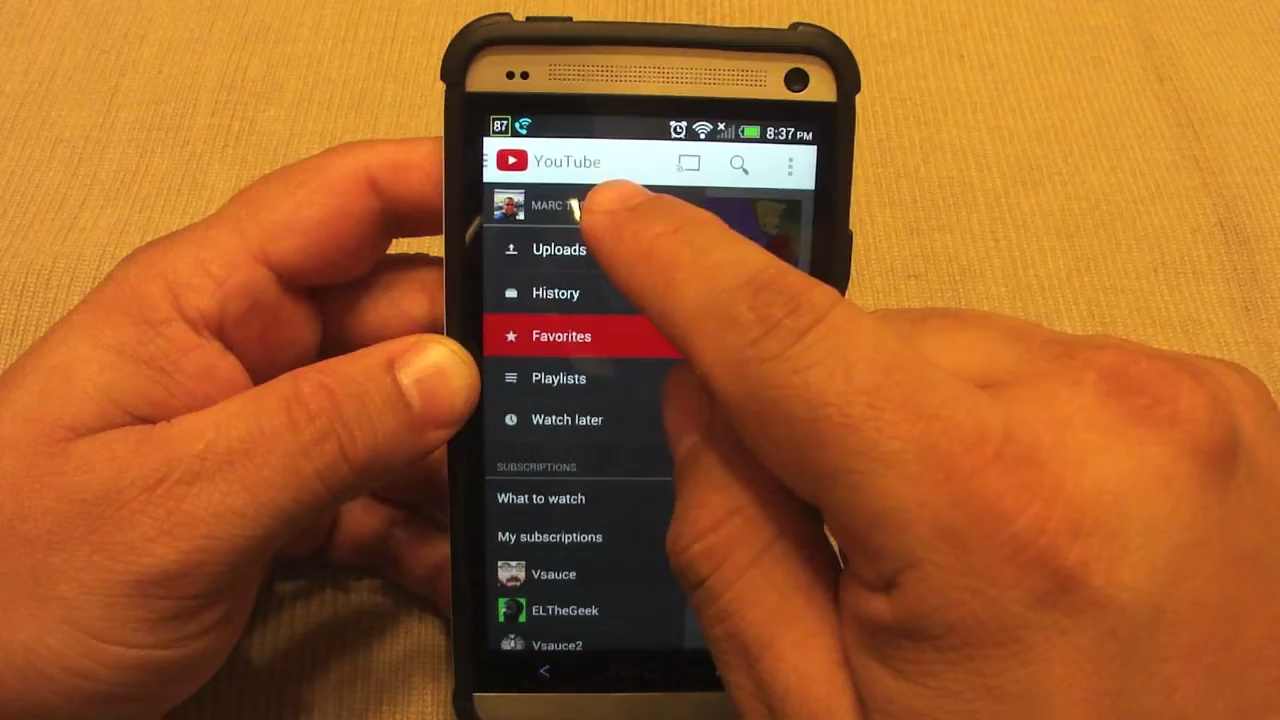 87 8:37 PM
YouTube
MARC
Uploads
History
Favorites
Playlists
Watch later
SUBSCRIPTIONS
What to watch
My subscriptions
Vsauce
ELTheGeek
Vsauce2